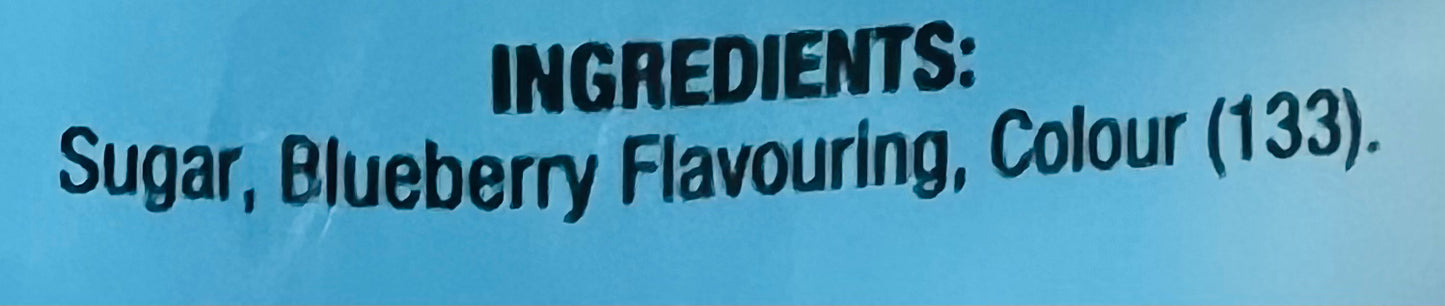 INGREDIENTS:
Sugar, Blueberry Flavouring, Colour (133).